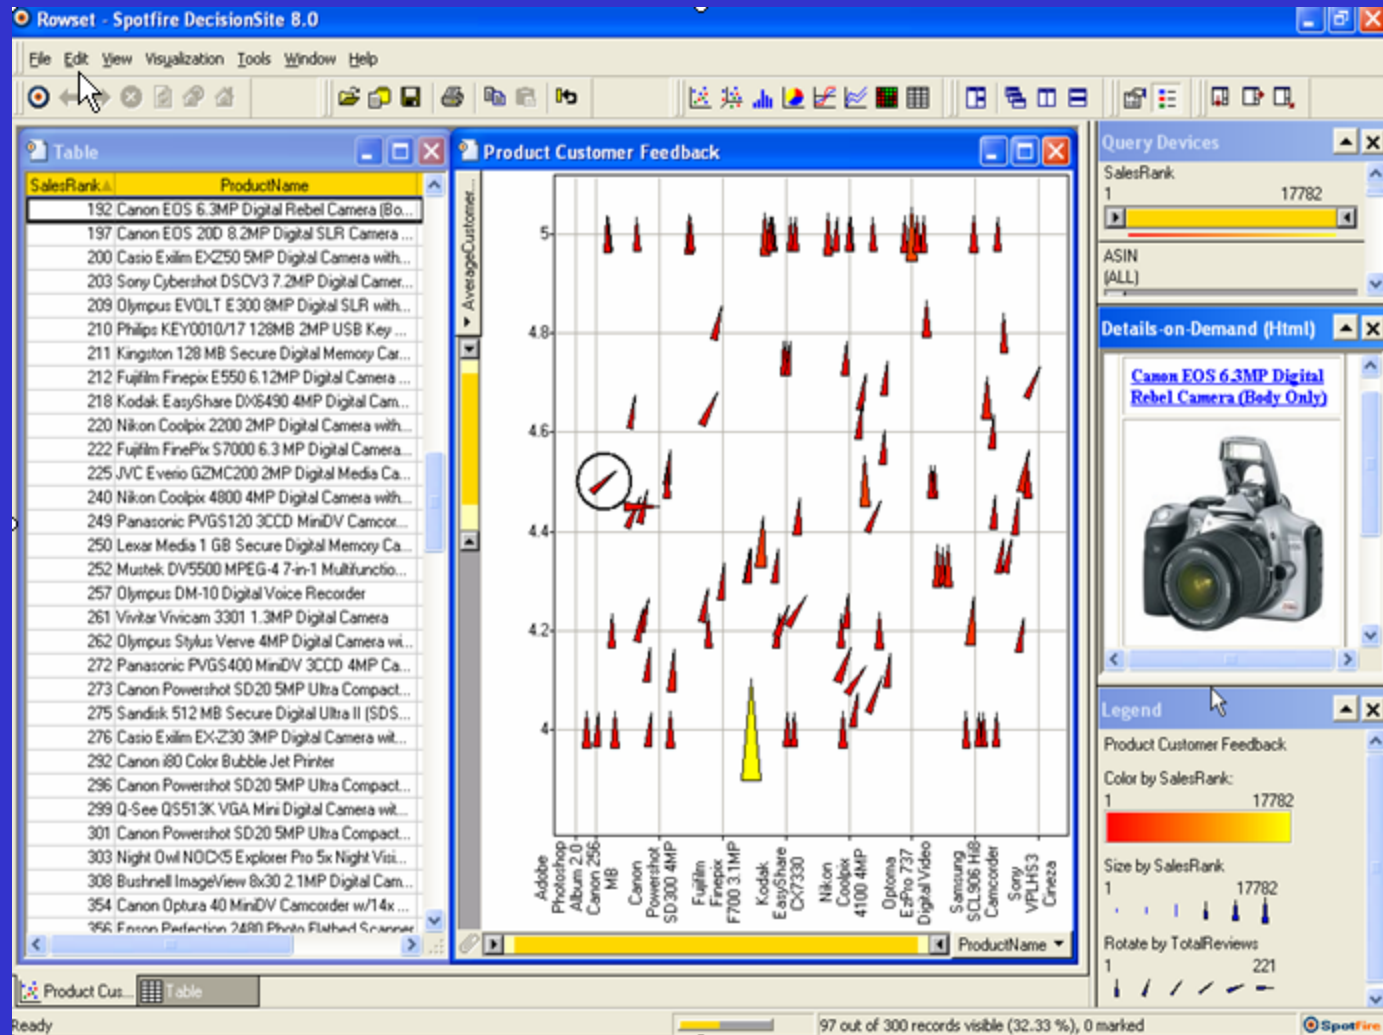 Rowset - Spotfire DecisionSite 8.0
File Edit View Visualization Tools Window Help
Table
SalesRank ProductName
192 Canon EOS 6.3MP Digital Rebel Camera (Bo...
197 Canon EOS 20D 8.2MP Digital SLR Camera ...
200 Casio Exilim EXZ50 5MP Digital Camera with...
203 Sony Cybershot DSCV3 7.2MP Digital Camer...
209 Olympus EVOLT E300 8MP Digital SLR with...
210 Philips KEY0010/17 128MB 2MP USB Key ...
211 Kingston 128 MB Secure Digital Memory Car...
212 Fujifilm Finepix E550 6.12MP Digital Camera ...
218 Kodak EasyShare DX6490 4MP Digital Cam...
220 Nikon Coolpix 2200 2MP Digital Camera with...
222 Fujifilm FinePix S7000 6.3 MP Digital Camera...
225 JVC Everio GZMC200 2MP Digital Media Ca...
240 Nikon Coolpix 4800 4MP Digital Camera with...
249 Panasonic PVGS120 3CCD MiniDV Camcor...
250 Lexar Media 1 GB Secure Digital Memory Ca...
252 Mustek DV5500 MPEG-4 7-in-1 Multifunctio...
257 Olympus DM-10 Digital Voice Recorder
261 Vivitar Vivicam 3301 1.3MP Digital Camera
262 Olympus Stylus Verve 4MP Digital Camera wi...
272 Panasonic PVGS400 MiniDV 3CCD 4MP Ca...
273 Canon Powershot SD20 5MP Ultra Compact...
275 Sandisk 512 MB Secure Digital Ultra II (SDS...
276 Casio Exilim EX-Z30 3MP Digital Camera wit...
292 Canon i80 Color Bubble Jet Printer
296 Canon Powershot SD20 5MP Ultra Compact...
299 Q-See QS513K VGA Mini Digital Camera wit...
301 Canon Powershot SD20 5MP Ultra Compact...
303 Night Owl NOCX5 Explorer Pro 5x Night Visi...
308 Bushnell ImageView 8x30 2.1MP Digital Cam...
354 Canon Optura 40 MiniDV Camcorder w/14x ...
356 Epson Perfection 2480 Photo Flatbed Scanner
Product Customer Feedback
AverageCustomer...
5
4.8
4.6
4.4
4.2
4
Adobe
Photoshop
Album 2.0
Canon 256
MB
Canon
Powershot
SD300 4MP
Fujifilm
Finepix
F700 3.1MP
Kodak
EasyShare
CX7330
Nikon
Coolpix
4100 4MP
Optoma
EzPro 737
Digital Video
Samsung
SCL906 Hi8
Camcorder
Sony
VPLHS3
Cineza
ProductName
Query Devices
SalesRank
1 17782
ASIN
(ALL)
Details-on-Demand (Html)
Canon EOS 6.3MP Digital
Rebel Camera (Body Only)
Legend
Product Customer Feedback
Color by SalesRank:
1 17782
Size by SalesRank
1 17782
Rotate by TotalReviews
1 221
Product Cus... Table
Ready
97 out of 300 records visible (32.33 %), 0 marked
Spotfire